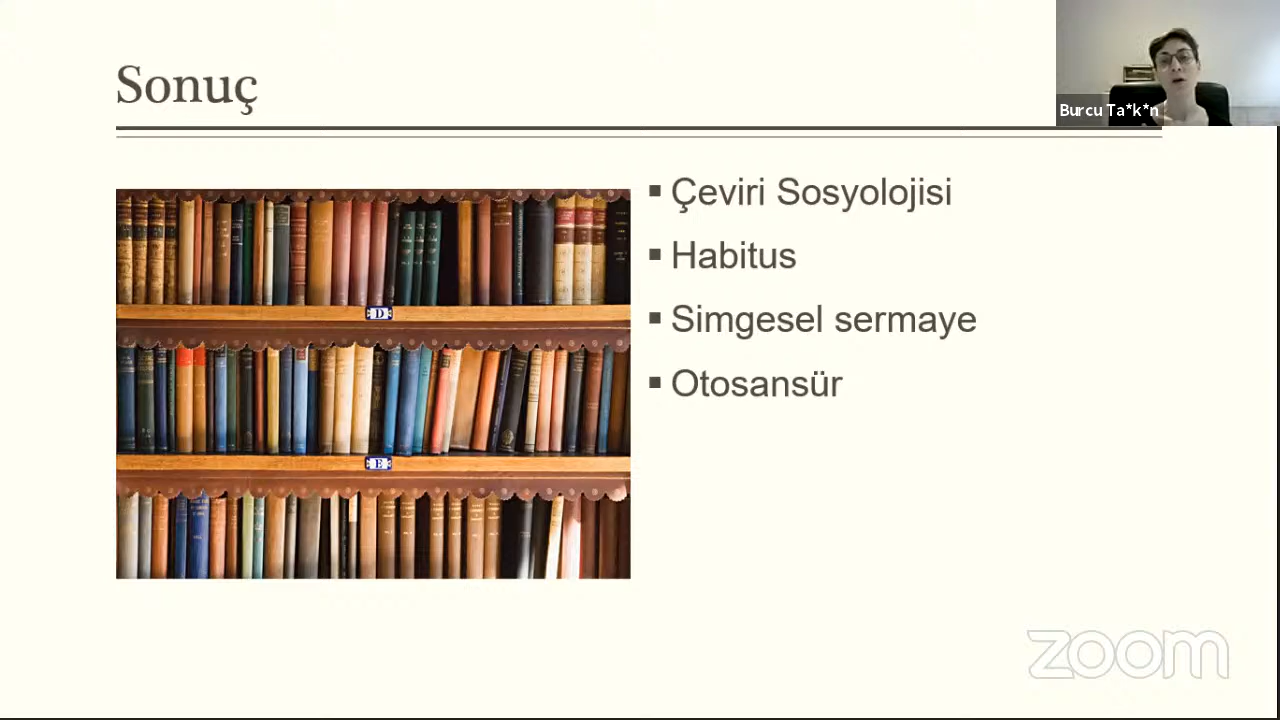 Sonuç
Burcu Ta*k*n
▪ Çeviri Sosyolojisi
▪ Habitus
▪ Simgesel sermaye
▪ Otosansür
D
E
zoom